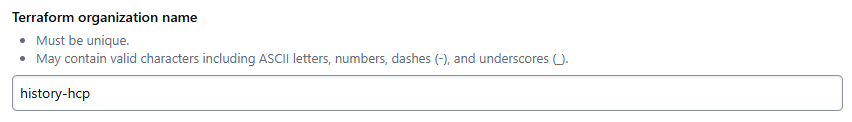 Terraform organization name
• Must be unique.
• May contain valid characters including ASCII letters, numbers, dashes (-), and underscores (_).
history-hcp